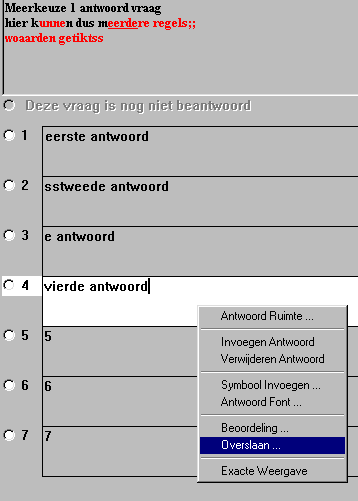 Meerkeuze 1 antwoord vraag
hier kunnen dus meerdere regels;;
woaarden getiktss
Deze vraag is nog niet beantwoord
1 eerste antwoord
2 sstweede antwoord
3 e antwoord
4 vierde antwoord
Antwoord Ruimte ...
Invoegen Antwoord
Verwijderen Antwoord
Symbool Invoegen ...
Antwoord Font ...
Beoordeling ...
Overslaan ...
Exacte Weergave
5 5
6 6
7 7